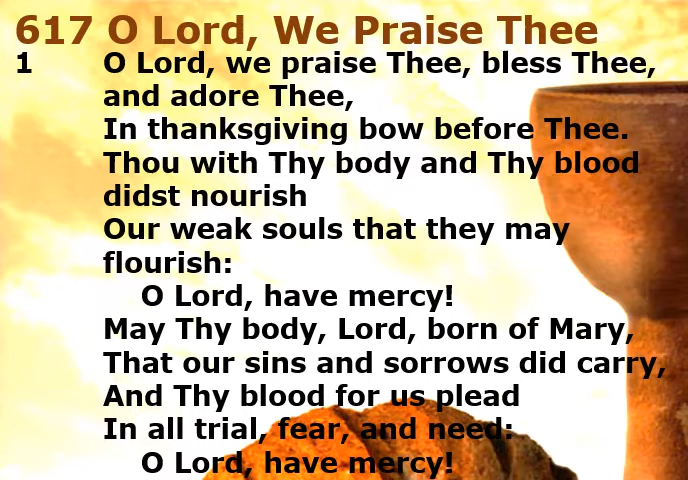 617 O Lord, We Praise Thee
1 O Lord, we praise Thee, bless Thee,
and adore Thee,
In thanksgiving bow before Thee.
Thou with Thy body and Thy blood
didst nourish
Our weak souls that they may
flourish:
O Lord, have mercy!
May Thy body, Lord, born of Mary,
That our sins and sorrows did carry,
And Thy blood for us plead
In all trial, fear, and need:
O Lord, have mercy!